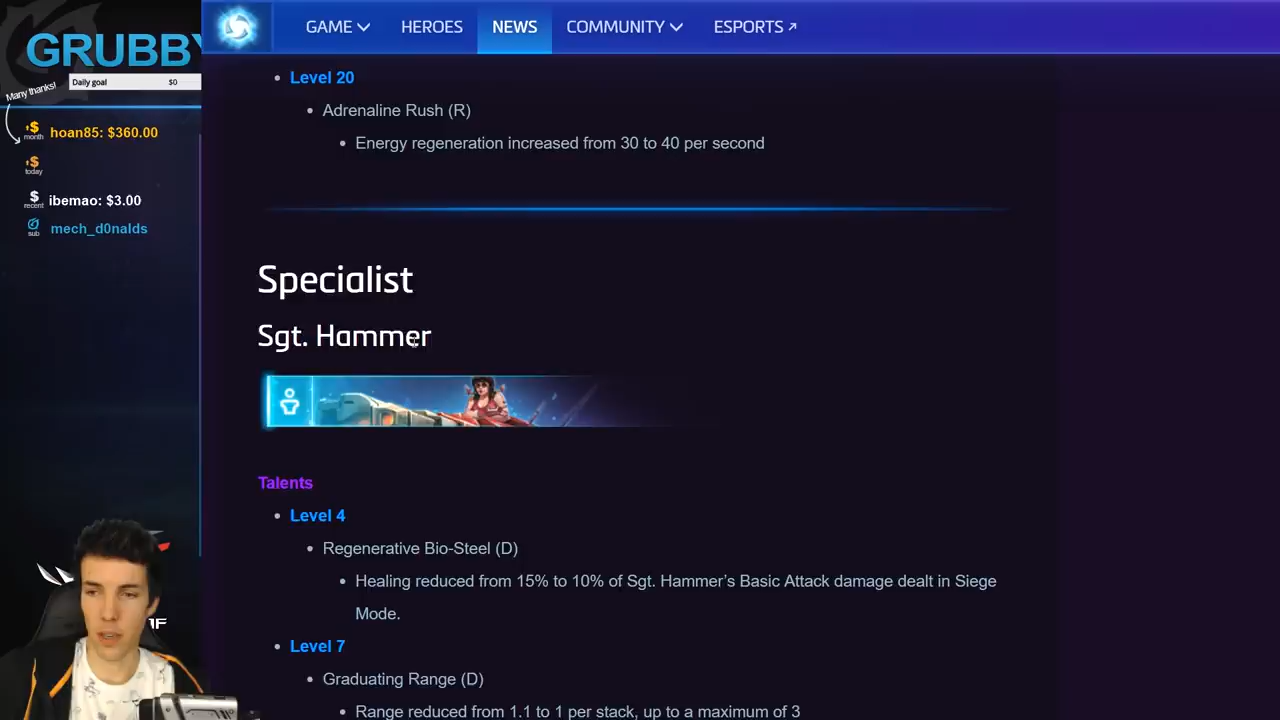 GRUBBY
Daily goal $0
Many thanks!
$ month hoan85: $360.00
$ today
$ recent ibemao: $3.00
sub mech_d0nalds
GAME HEROES NEWS COMMUNITY ESPORTS
• Level 20
• Adrenaline Rush (R)
• Energy regeneration increased from 30 to 40 per second
Specialist
Sgt. Hammer
Talents
• Level 4
• Regenerative Bio-Steel (D)
• Healing reduced from 15% to 10% of Sgt. Hammer’s Basic Attack damage dealt in Siege
Mode.
• Level 7
• Graduating Range (D)
• Range reduced from 1.1 to 1 per stack, up to a maximum of 3